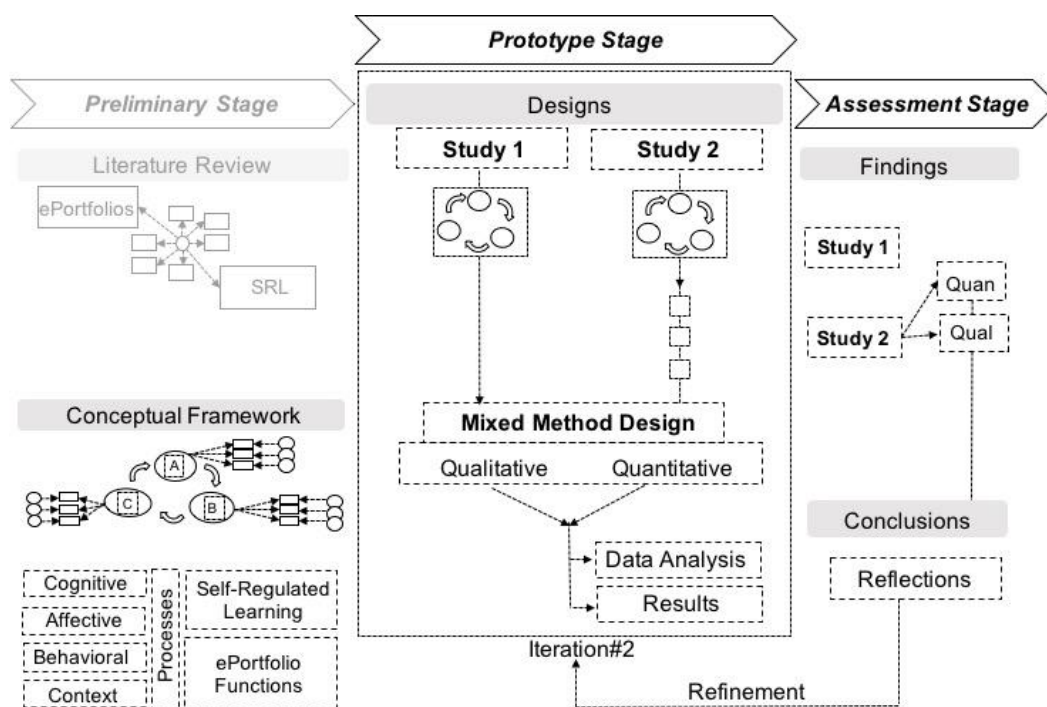 Preliminary Stage
Literature Review
ePortfolios
SRL
Conceptual Framework
A
B
C
Cognitive
Affective
Behavioral
Context
Processes
Self-Regulated
Learning
ePortfolio
Functions
Prototype Stage
Designs
Study 1
Study 2
Mixed Method Design
Qualitative
Quantitative
Data Analysis
Results
Iteration#2
Refinement
Assessment Stage
Findings
Study 1
Study 2
Quan
Qual
Conclusions
Reflections